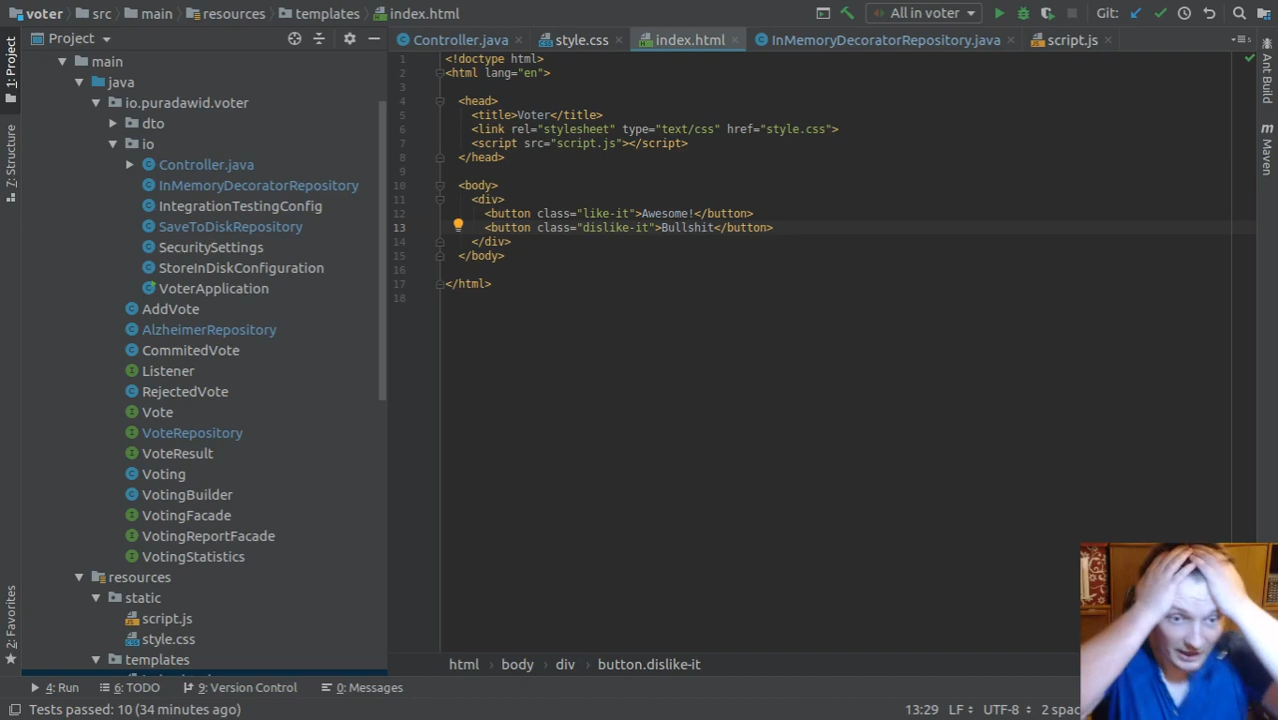 voter
src
main
resources
templates
index.html
All in voter
Git:
Project
Controller.java
style.css
index.html
InMemoryDecoratorRepository.java
script.js
1: Project
7: Structure
2: Favorites
main
java
io.puradawid.voter
dto
io
Controller.java
InMemoryDecoratorRepository
IntegrationTestingConfig
SaveToDiskRepository
SecuritySettings
StoreInDiskConfiguration
VoterApplication
AddVote
AlzheimerRepository
CommitedVote
Listener
RejectedVote
Vote
VoteRepository
VoteResult
Voting
VotingBuilder
VotingFacade
VotingReportFacade
VotingStatistics
resources
static
script.js
style.css
templates
1 <!doctype html>
2 <html lang="en">
3
4 <head>
5 <title>Voter</title>
6 <link rel="stylesheet" type="text/css" href="style.css">
7 <script src="script.js"></script>
8 </head>
9
10 <body>
11 <div>
12 <button class="like-it">Awesome!</button>
13 <button class="dislike-it">Bullshit</button>
14 </div>
15 </body>
16
17 </html>
18
Ant Build
Maven
html
body
div
button.dislike-it
4: Run
6: TODO
9: Version Control
0: Messages
Tests passed: 10 (34 minutes ago)
13:29
LF
UTF-8
2